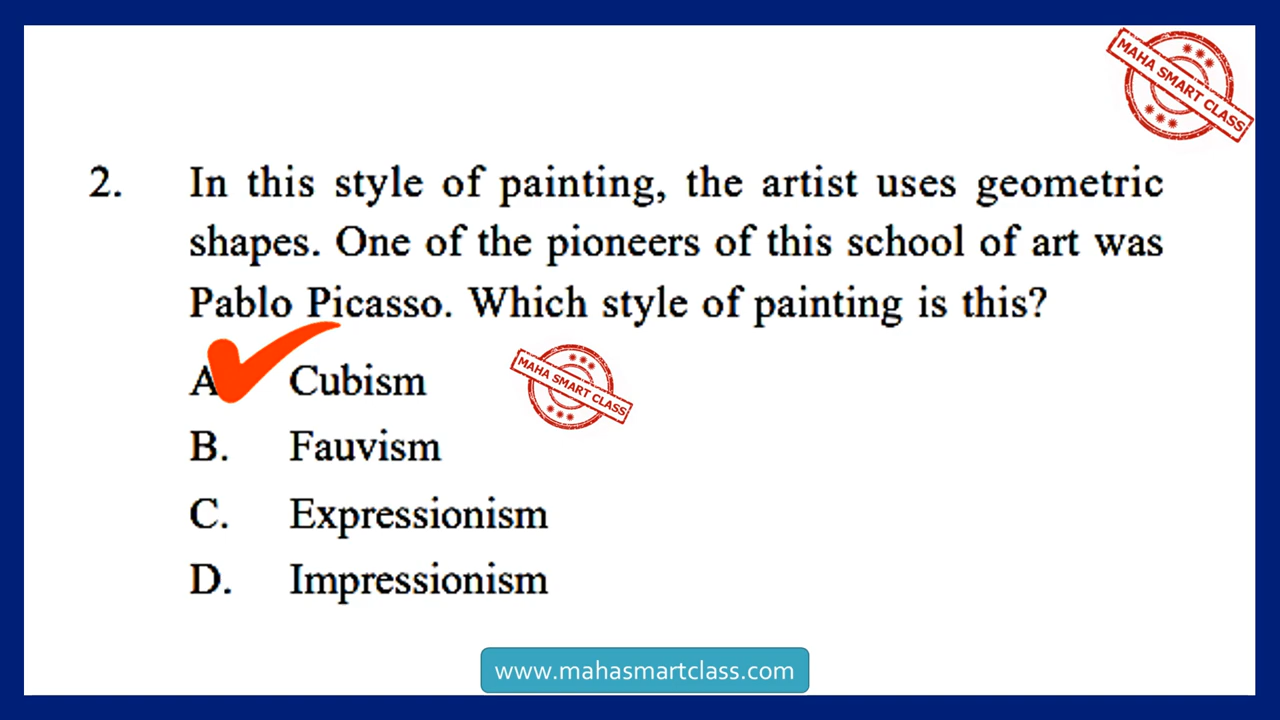 MAHA SMART CLASS
2. In this style of painting, the artist uses geometric
shapes. One of the pioneers of this school of art was
Pablo Picasso. Which style of painting is this?
A Cubism
MAHA SMART CLASS
B. Fauvism
C. Expressionism
D. Impressionism
www.mahasmartclass.com